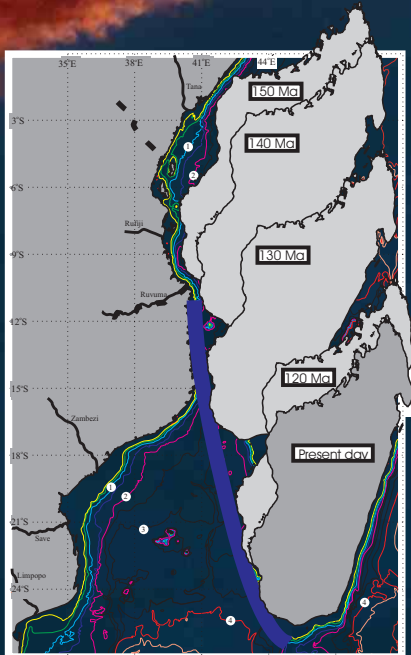 35°E 38°E 41°E 44°E
Tana
150 Ma
3°S
140 Ma
1
2
6°S
Rufiji
9°S
130 Ma
Ruvuma
12°S
120 Ma
15°S
Zambezi
18°S
Present day
1
2
21°S
3
Save
Limpopo
24°S
4
4